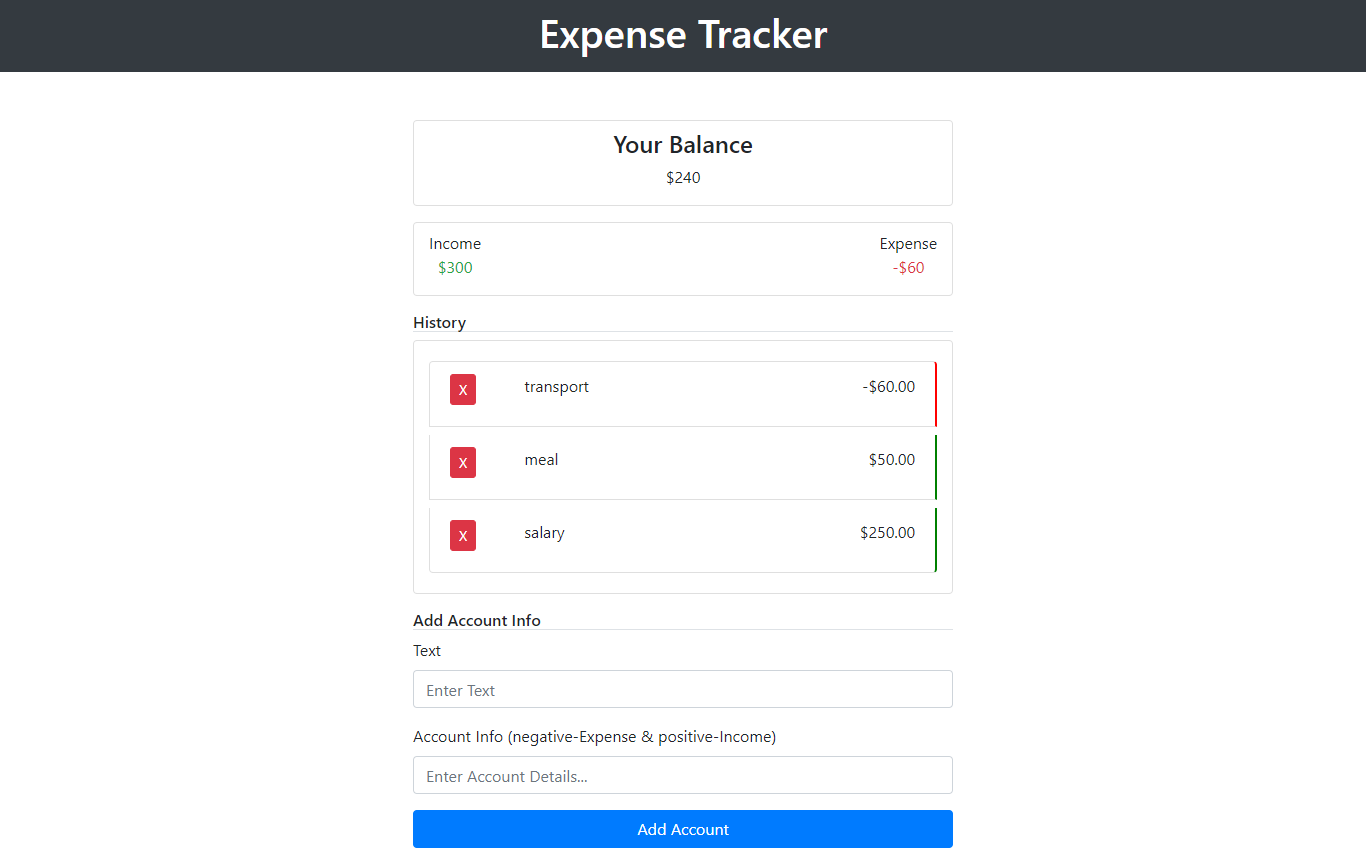 Expense Tracker
Your Balance
$240
Income Expense
$300 -$60
History
X transport -$60.00
X meal $50.00
X salary $250.00
Add Account Info
Text
Enter Text
Account Info (negative-Expense & positive-Income)
Enter Account Details...
Add Account